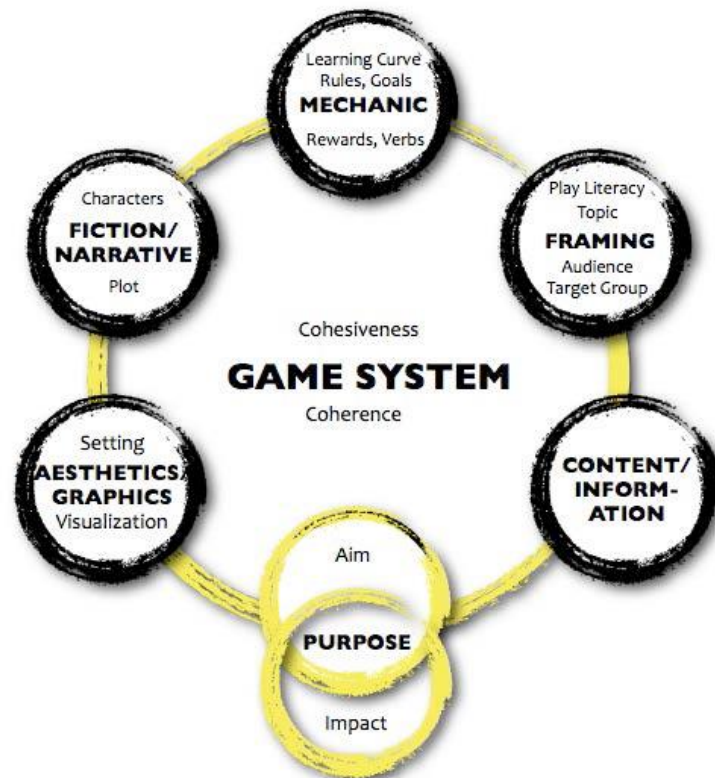 Learning Curve
Rules, Goals
MECHANIC
Rewards, Verbs
Characters
FICTION/
NARRATIVE
Plot
Play Literacy
Topic
FRAMING
Audience
Target Group
Cohesiveness
GAME SYSTEM
Coherence
Setting
AESTHETICS/
GRAPHICS
Visualization
CONTENT/
INFORM-
ATION
Aim
PURPOSE
Impact